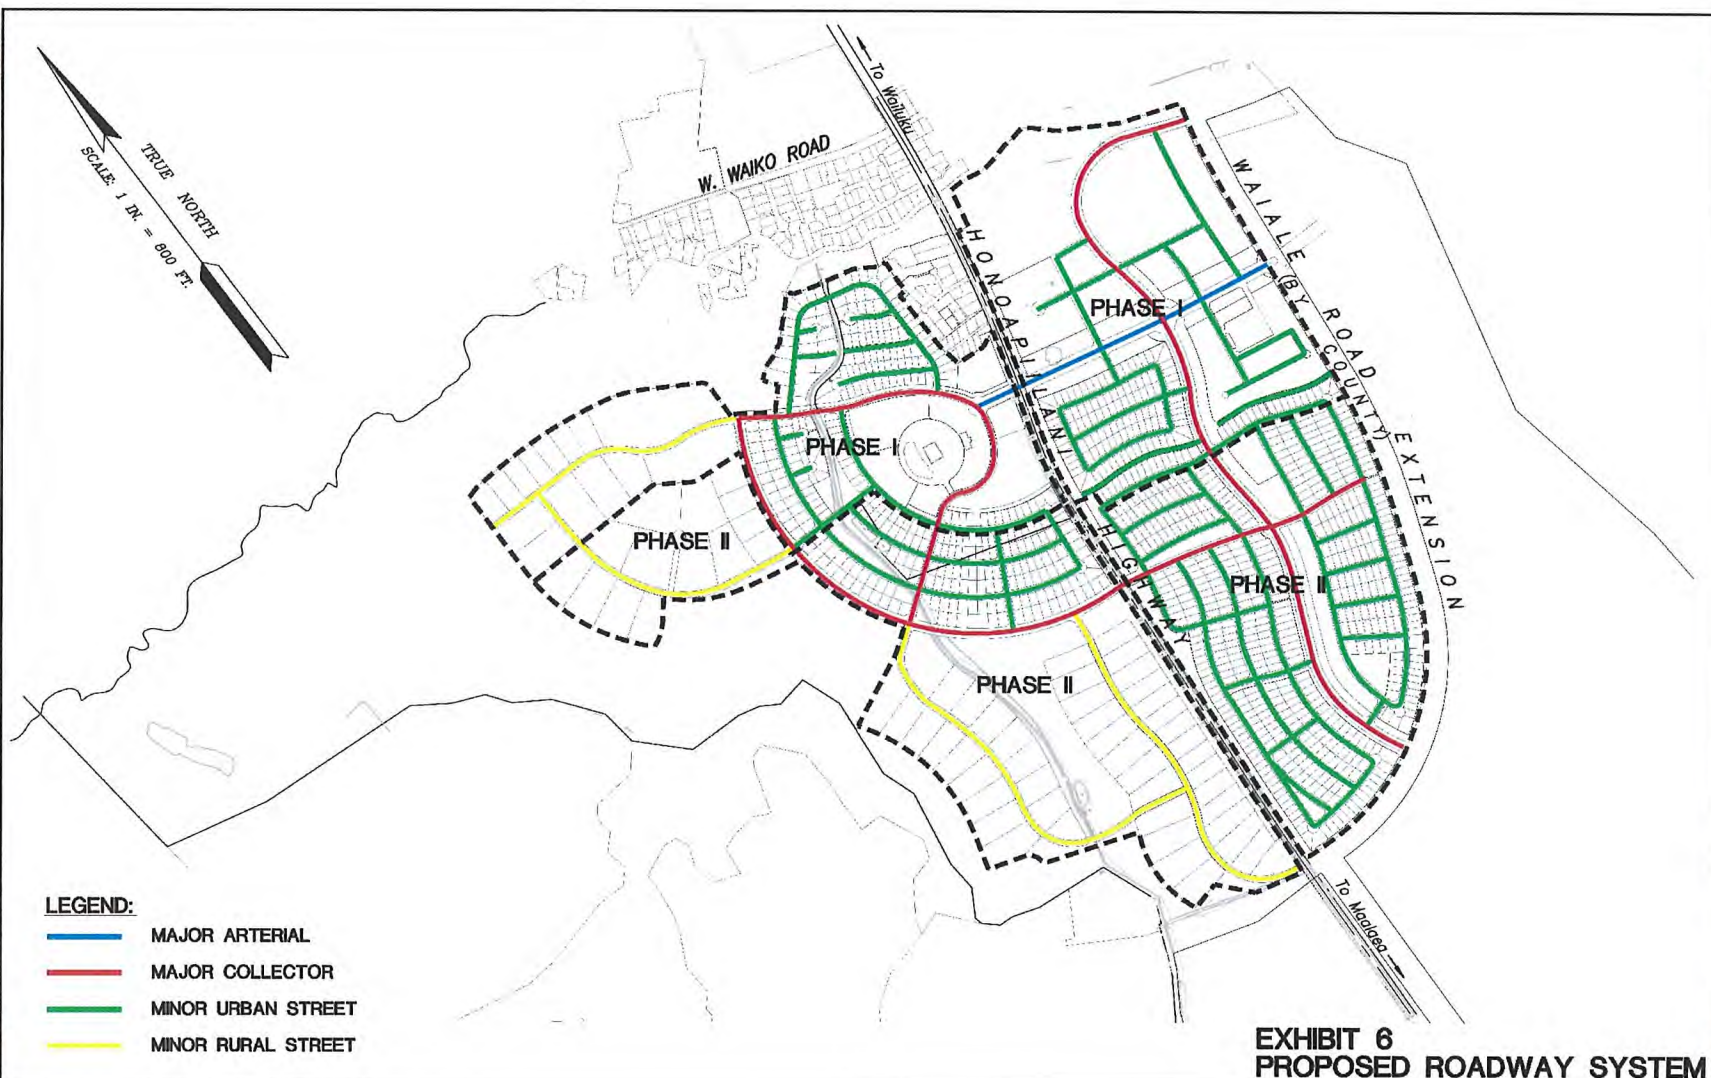 To Wailuku
W. WAIKO ROAD
TRUE NORTH
SCALE: 1 IN. = 800 FT.
HONOAPIILANI HIGHWAY
WAIALE ROAD EXTENSION
(BY COUNTY)
PHASE I
PHASE I
PHASE II
PHASE II
PHASE II
To Maalaea
LEGEND:
MAJOR ARTERIAL
MAJOR COLLECTOR
MINOR URBAN STREET
MINOR RURAL STREET
EXHIBIT 6
PROPOSED ROADWAY SYSTEM